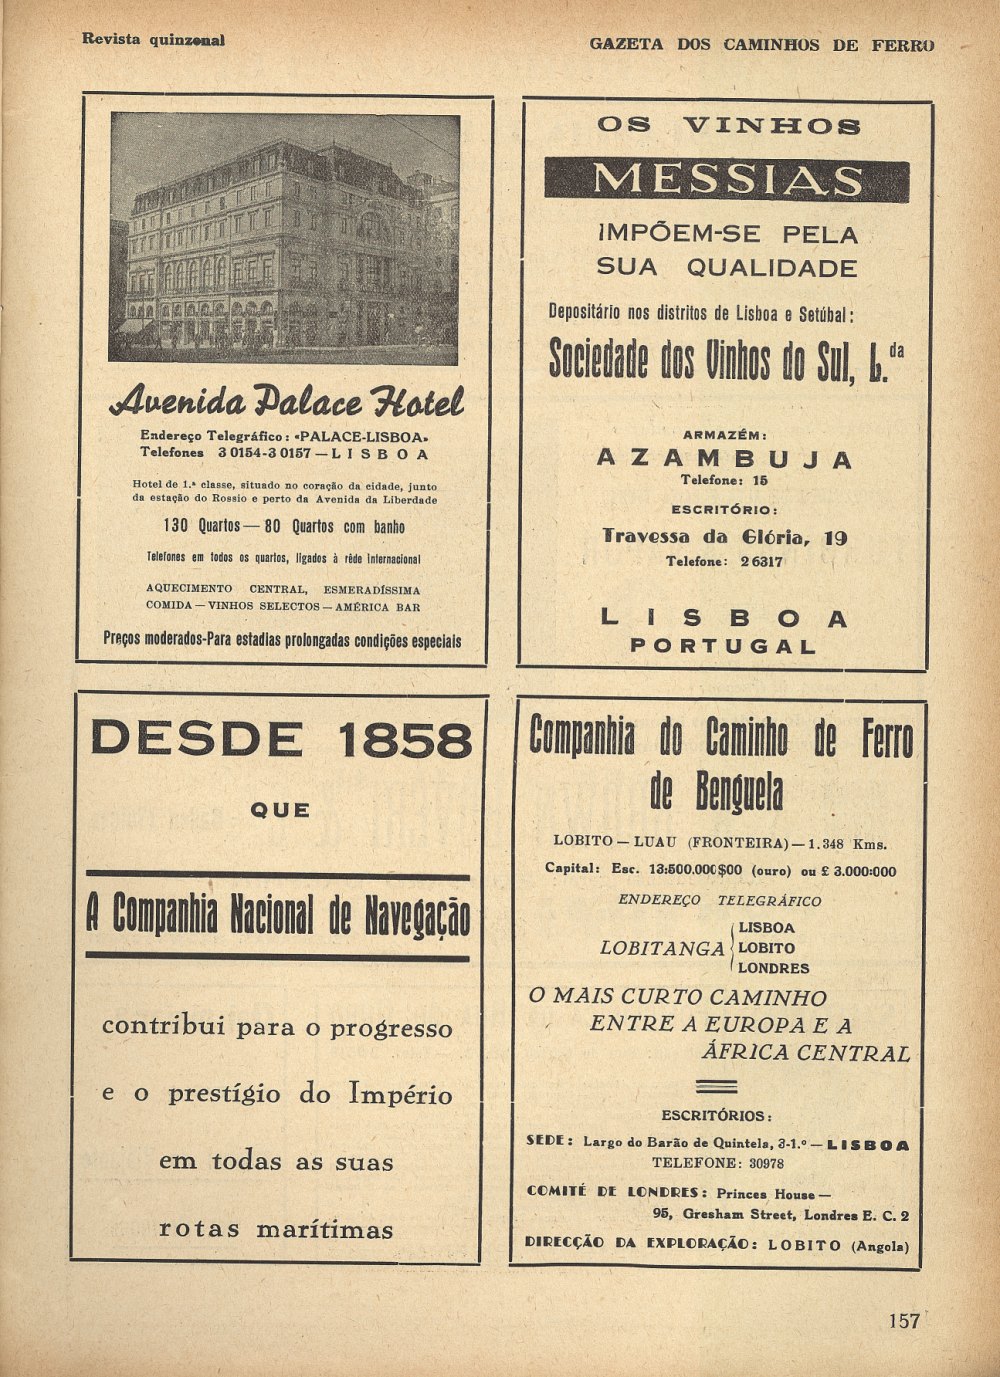 Revista quinzenal
GAZETA DOS CAMINHOS DE FERRO
Avenida Palace Hotel
Endereço Telegráfico: «PALACE-LISBOA»
Telefones 3 0154-3 0157 — LISBOA
Hotel de 1.ª classe, situado no coração da cidade, junto
da estação do Rossio e perto da Avenida da Liberdade
130 Quartos — 80 Quartos com banho
Telefones em todos os quartos, ligados à rêde Internacional
AQUECIMENTO CENTRAL, ESMERADÍSSIMA
COMIDA — VINHOS SELECTOS — AMÉRICA BAR
Preços moderados-Para estadias prolongadas condições especiais
OS VINHOS
MESSIAS
IMPÕEM-SE PELA
SUA QUALIDADE
Depositário nos distritos de Lisboa e Setúbal:
Sociedade dos Vinhos do Sul, L.da
ARMAZÉM:
AZAMBUJA
Telefone: 15
ESCRITÓRIO:
Travessa da Glória, 19
Telefone: 2 6317
LISBOA
PORTUGAL
DESDE 1858
QUE
A Companhia Nacional de Navegação
contribui para o progresso
e o prestígio do Império
em todas as suas
rotas marítimas
Companhia do Caminho de Ferro
de Benguela
LOBITO — LUAU (FRONTEIRA) — 1.348 Kms.
Capital: Esc. 13:500.000$00 (ouro) ou £ 3.000:000
ENDEREÇO TELEGRÁFICO
LOBITANGA { LISBOA
LOBITO
LONDRES
O MAIS CURTO CAMINHO
ENTRE A EUROPA E A
ÁFRICA CENTRAL
ESCRITÓRIOS:
SEDE: Largo do Barão de Quintela, 3-1.º — LISBOA
TELEFONE: 30978
COMITÉ DE LONDRES: Princes House —
95, Gresham Street, Londres E. C. 2
DIRECÇÃO DA EXPLORAÇÃO: LOBITO (Angola)
157